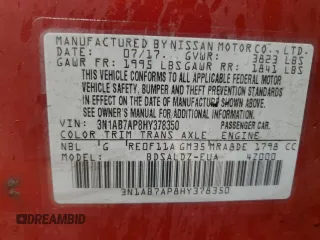 MANUFACTURED BY NISSAN MOTOR CO., LTD.
DATE 07/17 GVWR: 3823 LBS
GAWR FR 1995 LBS GAWR RR 1841 LBS
THIS VEHICLE CONFORMS TO ALL APPLICABLE FEDERAL MOTOR
VEHICLE SAFETY, BUMPER, AND THEFT PREVENTION
STANDARDS IN EFFECT ON THE DATE OF MANUFACTURE SHOWN ABOVE.
SEE OWNER'S MANUAL FOR ADDITIONAL INFORMATION.
VIN: 3N1AB7AP8HY378350 PASSENGER CAR
COLOR TRIM TRANS AXLE ENGINE
NBL G RE0F11A GM35 MRA8DE 1798 CC
MODEL BDSALDZ-EUA 4Z000
3N1AB7AP8HY378350
DREAMBID